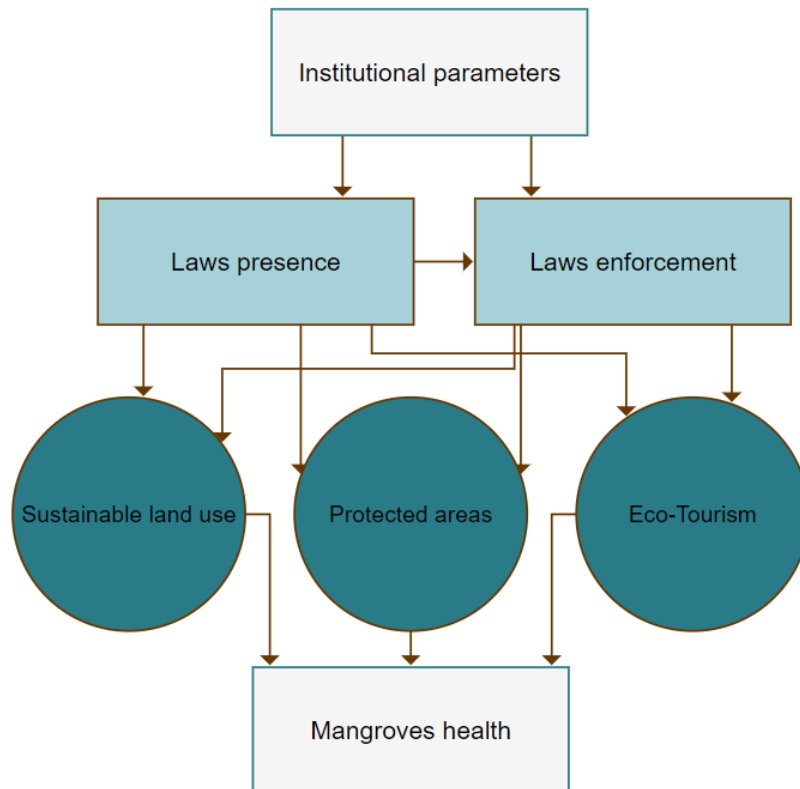 Institutional parameters
Laws presence
Laws enforcement
Sustainable land use
Protected areas
Eco-Tourism
Mangroves health